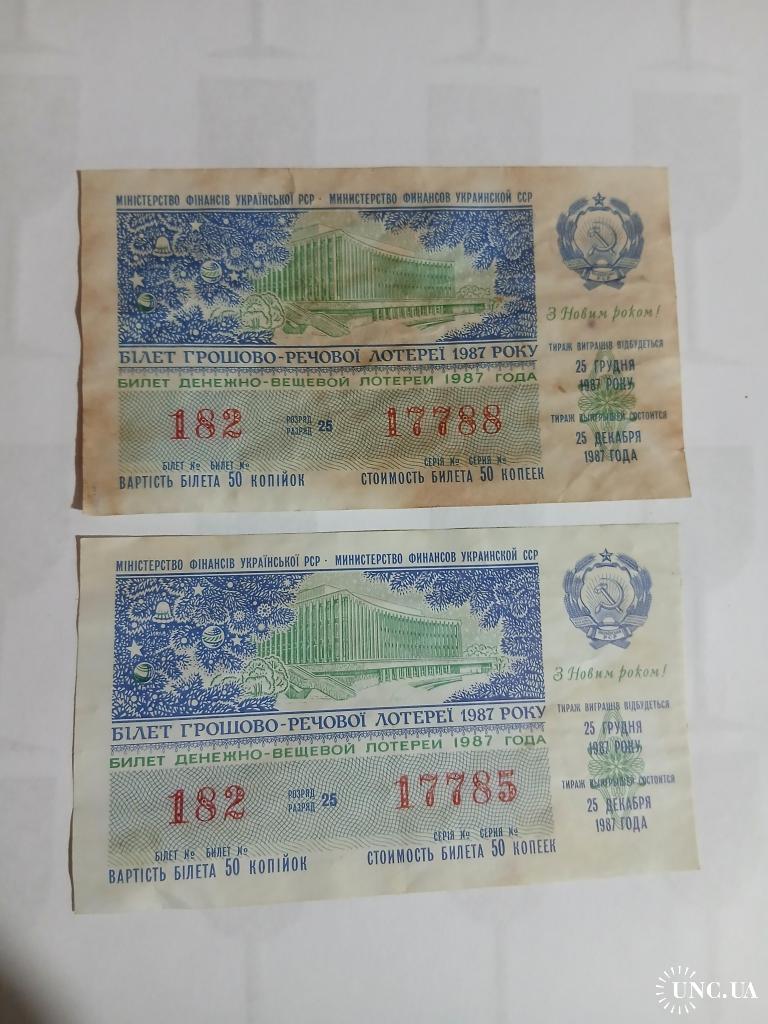 МІНІСТЕРСТВО ФІНАНСІВ УКРАЇНСЬКОЇ РСР · МИНИСТЕРСТВО ФИНАНСОВ УКРАИНСКОЙ ССР
З Новим роком!
БІЛЕТ ГРОШОВО-РЕЧОВОЇ ЛОТЕРЕЇ 1987 РОКУ
БИЛЕТ ДЕНЕЖНО-ВЕЩЕВОЙ ЛОТЕРЕИ 1987 ГОДА
ТИРАЖ ВИГРАШІВ ВІДБУДЕТЬСЯ
25 ГРУДНЯ
1987 РОКУ
ТИРАЖ ВЫИГРЫШЕЙ СОСТОИТСЯ
25 ДЕКАБРЯ
1987 ГОДА
182 РОЗРЯД РАЗРЯД 25 17788
БІЛЕТ № БИЛЕТ № СЕРІЯ № СЕРИЯ №
ВАРТІСТЬ БІЛЕТА 50 КОПІЙОК СТОИМОСТЬ БИЛЕТА 50 КОПЕЕК
МІНІСТЕРСТВО ФІНАНСІВ УКРАЇНСЬКОЇ РСР · МИНИСТЕРСТВО ФИНАНСОВ УКРАИНСКОЙ ССР
З Новим роком!
БІЛЕТ ГРОШОВО-РЕЧОВОЇ ЛОТЕРЕЇ 1987 РОКУ
БИЛЕТ ДЕНЕЖНО-ВЕЩЕВОЙ ЛОТЕРЕИ 1987 ГОДА
ТИРАЖ ВИГРАШІВ ВІДБУДЕТЬСЯ
25 ГРУДНЯ
1987 РОКУ
ТИРАЖ ВЫИГРЫШЕЙ СОСТОИТСЯ
25 ДЕКАБРЯ
1987 ГОДА
182 РОЗРЯД РАЗРЯД 25 17785
БІЛЕТ № БИЛЕТ № СЕРІЯ № СЕРИЯ №
ВАРТІСТЬ БІЛЕТА 50 КОПІЙОК СТОИМОСТЬ БИЛЕТА 50 КОПЕЕК
UNC.UA